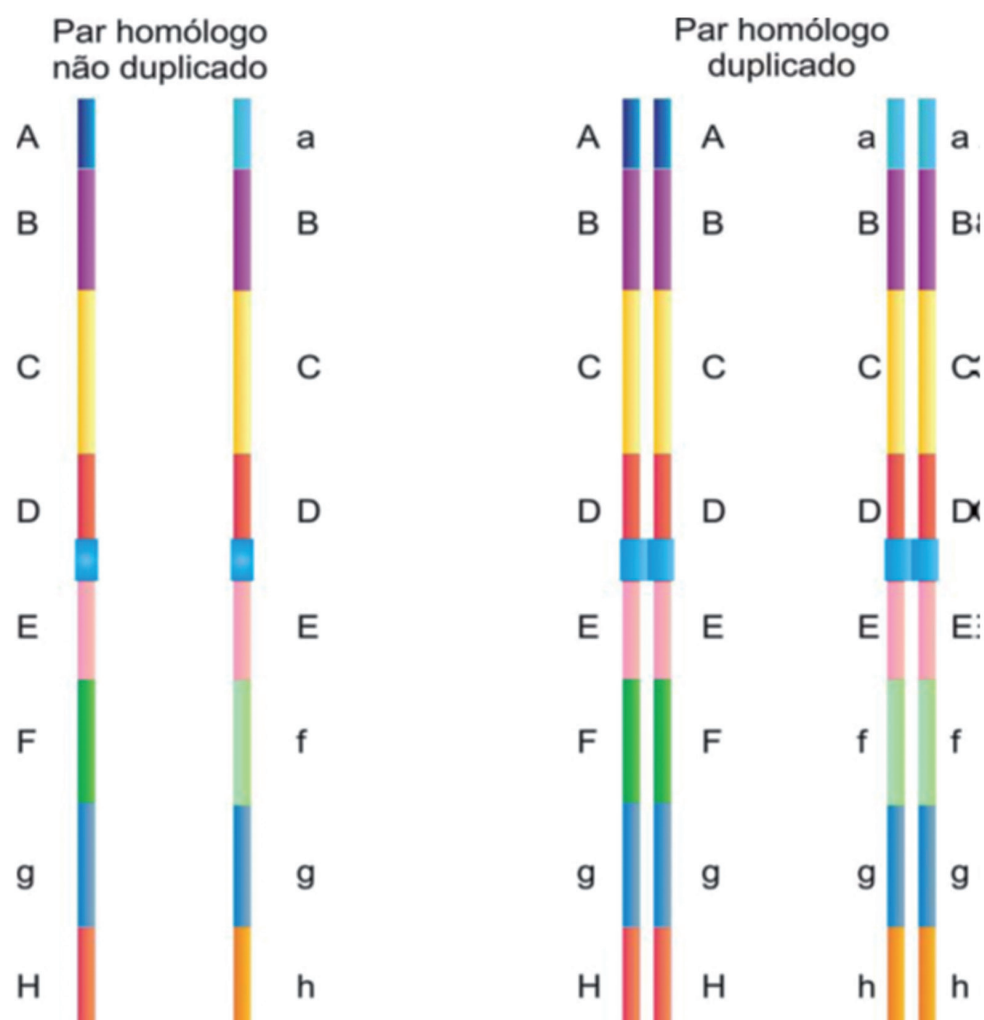 Par homólogo
não duplicado
Par homólogo
duplicado
A a A A a a
B B B B B B
C C C C C C
D D D D D D
E E E E E E
F f F F f f
g g g g g g
H h H H h h